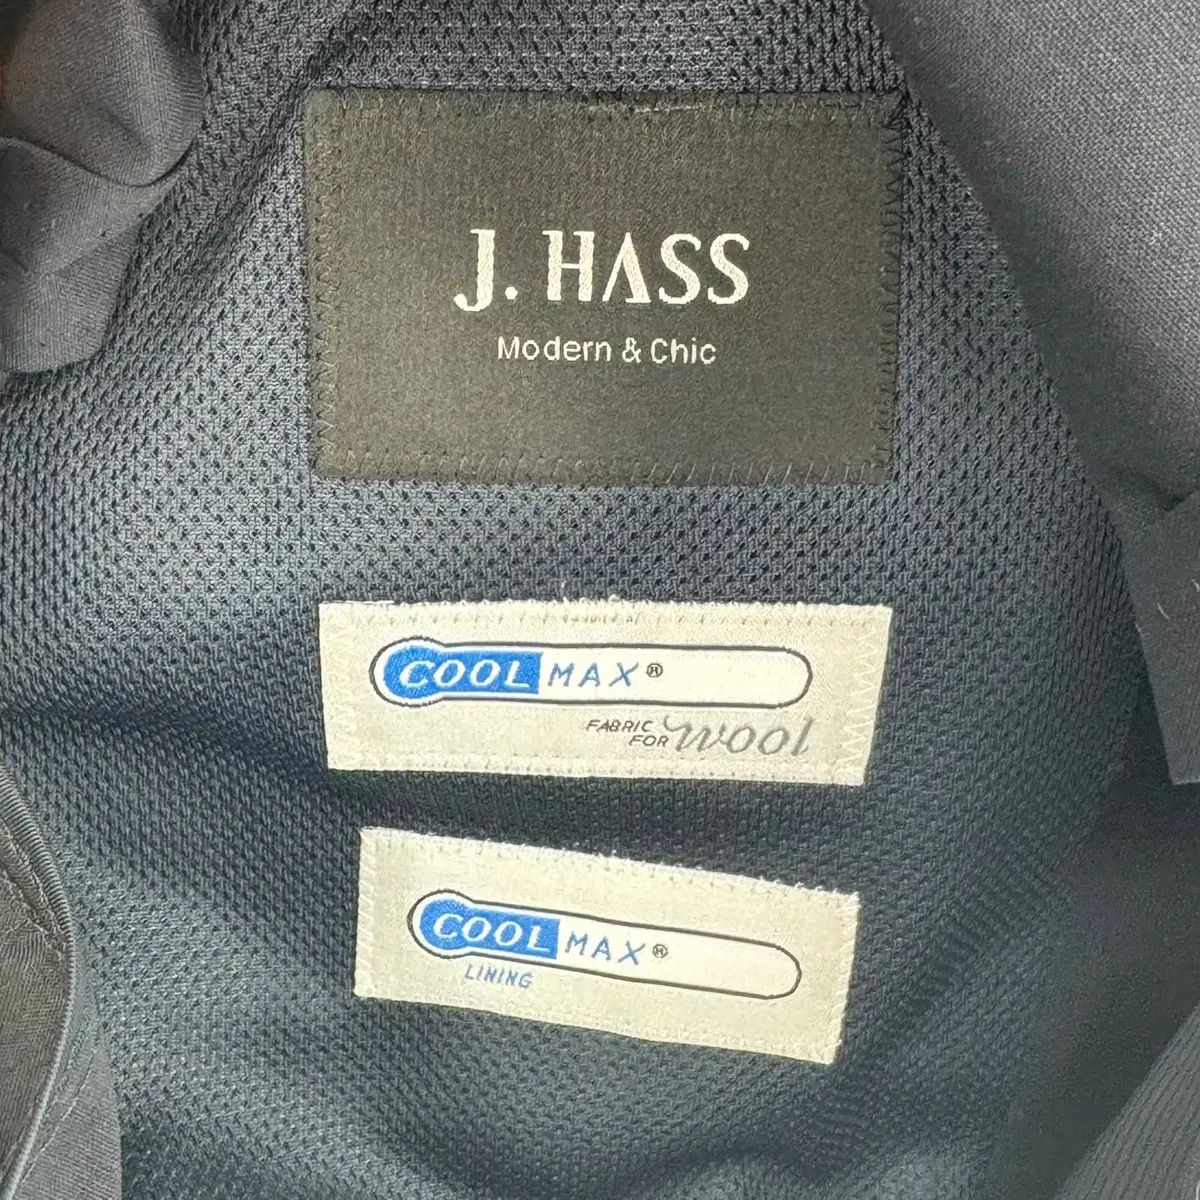 J. HASS
Modern & Chic
COOLMAX®
FABRIC FOR wool
COOLMAX®
LINING